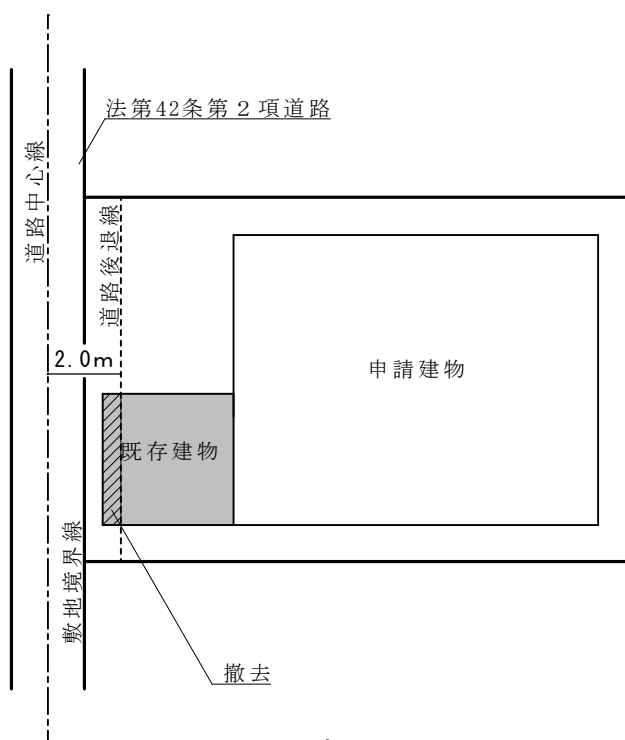 法第42条第２項道路
道路中心線
道路後退線
2.0m
申請建物
既存建物
敷地境界線
撤去